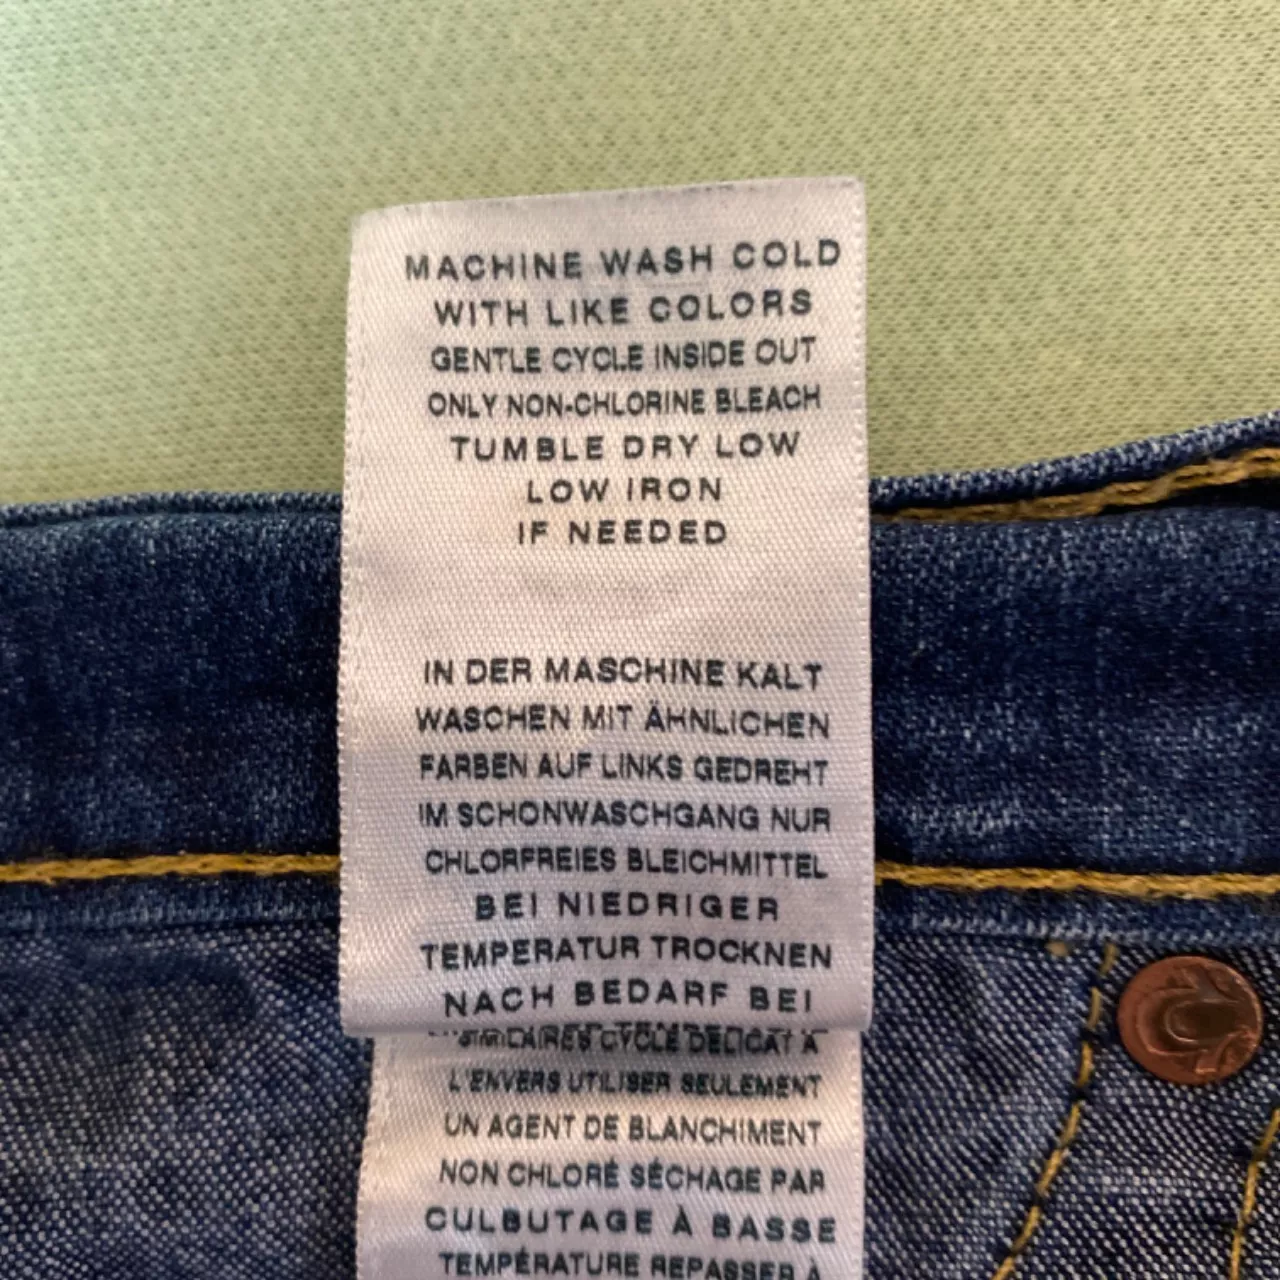 MACHINE WASH COLD
WITH LIKE COLORS
GENTLE CYCLE INSIDE OUT
ONLY NON-CHLORINE BLEACH
TUMBLE DRY LOW
LOW IRON
IF NEEDED
IN DER MASCHINE KALT
WASCHEN MIT ÄHNLICHEN
FARBEN AUF LINKS GEDREHT
IM SCHONWASCHGANG NUR
CHLORFREIES BLEICHMITTEL
BEI NIEDRIGER
TEMPERATUR TROCKNEN
NACH BEDARF BEI
SIMILAIRES CYCLE DELICAT À
L'ENVERS UTILISER SEULEMENT
UN AGENT DE BLANCHIMENT
NON CHLORÉ SÉCHAGE PAR
CULBUTAGE À BASSE
TEMPÉRATURE REPASSER À